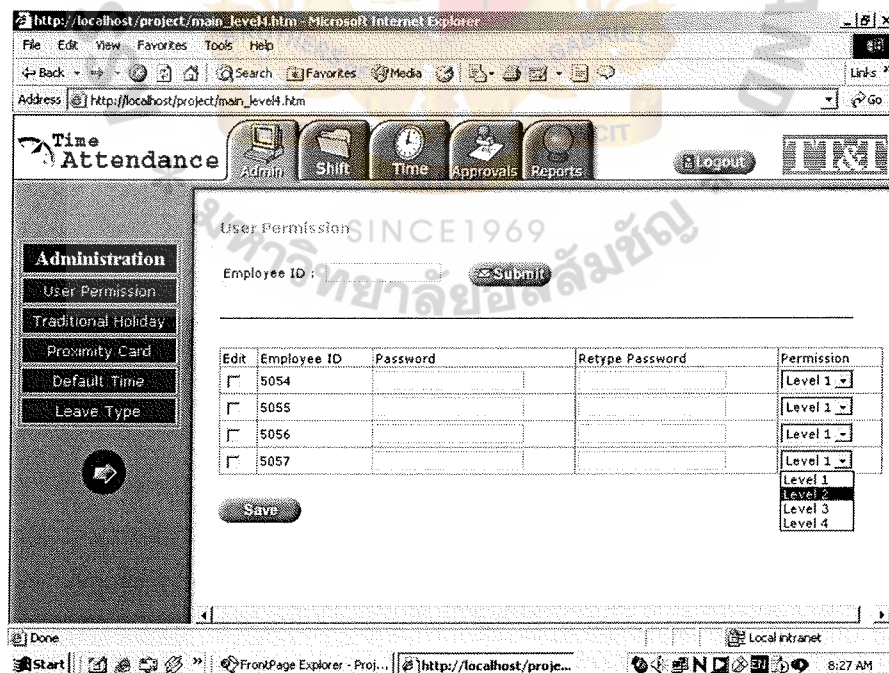 http://localhost/project/main_level4.htm - Microsoft Internet Explorer
File Edit View Favorites Tools Help
Back Search Favorites Media Links »
Address http://localhost/project/main_level4.htm Go
Time
Attendance
Admin Shift Time Approvals Reports Logout TT&T
User Permission
SINCE 1969
Administration
Employee ID : Submit
User Permission
Traditional Holiday
Proximity Card
Default Time
Leave Type
Edit Employee ID Password Retype Password Permission
5054 Level 1
5055 Level 1
5056 Level 1
5057 Level 1
Level 1
Level 2
Level 3
Level 4
Save
Done Local intranet
Start » FrontPage Explorer - Proj... http://localhost/proje... EN 8:27 AM